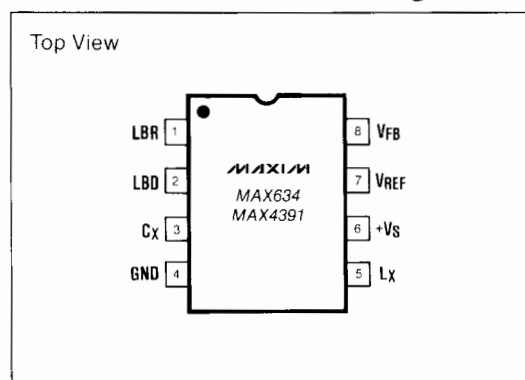 Top View
LBR 1
LBD 2
CX 3
GND 4
MAXIM
MAX634
MAX4391
8 VFB
7 VREF
6 +VS
5 LX